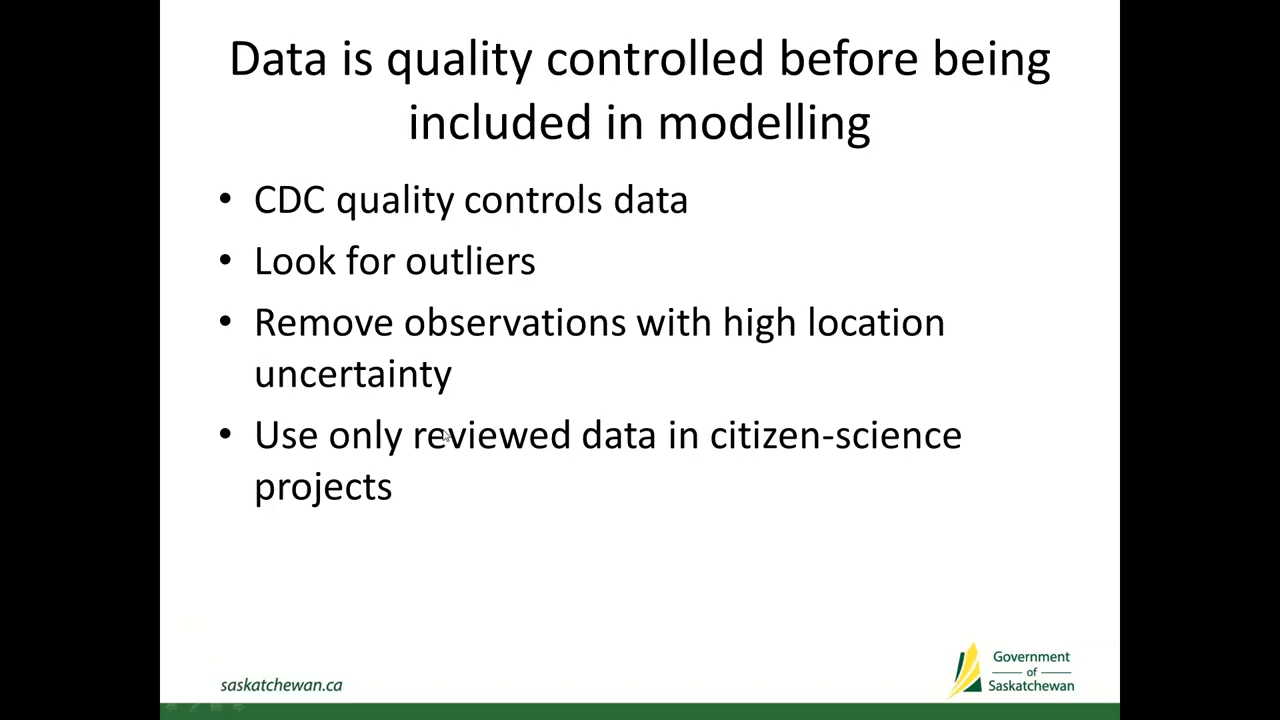 Data is quality controlled before being
included in modelling
• CDC quality controls data
• Look for outliers
• Remove observations with high location
uncertainty
• Use only reviewed data in citizen-science
projects
saskatchewan.ca
Government
of
Saskatchewan